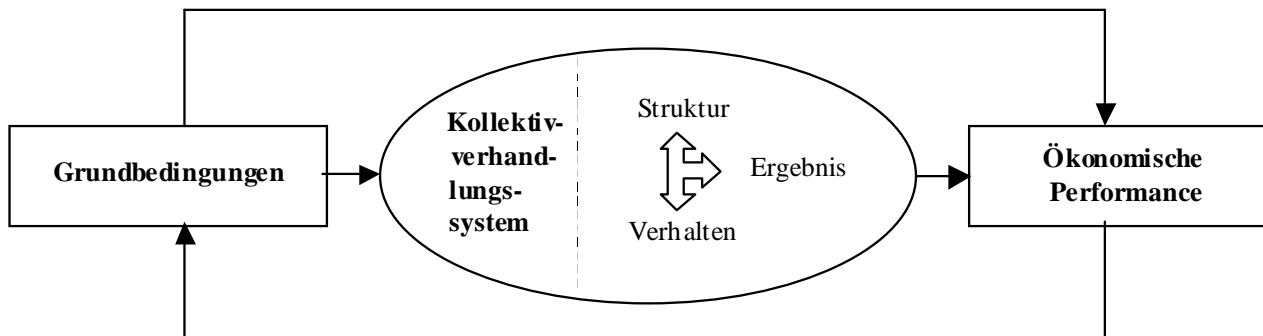 Grundbedingungen
Kollektiv-
verhand-
lungs-
system
Struktur
Ergebnis
Verhalten
Ökonomische
Performance